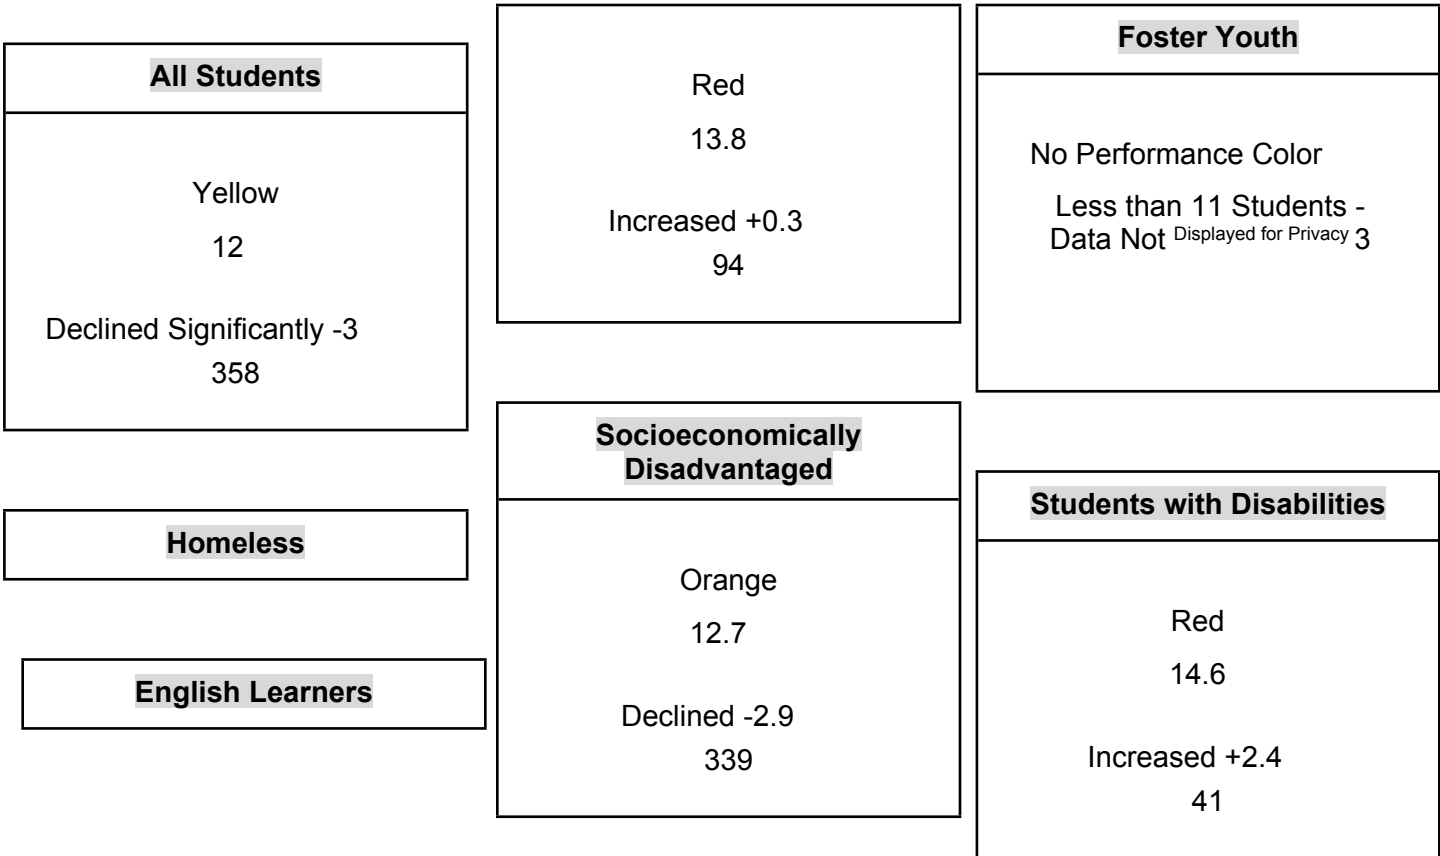 All Students
Yellow
12
Declined Significantly -3
358
Homeless
English Learners
Red
13.8
Increased +0.3
94
Socioeconomically
Disadvantaged
Orange
12.7
Declined -2.9
339
Foster Youth
No Performance Color
Less than 11 Students -
Data Not Displayed for Privacy 3
Students with Disabilities
Red
14.6
Increased +2.4
41